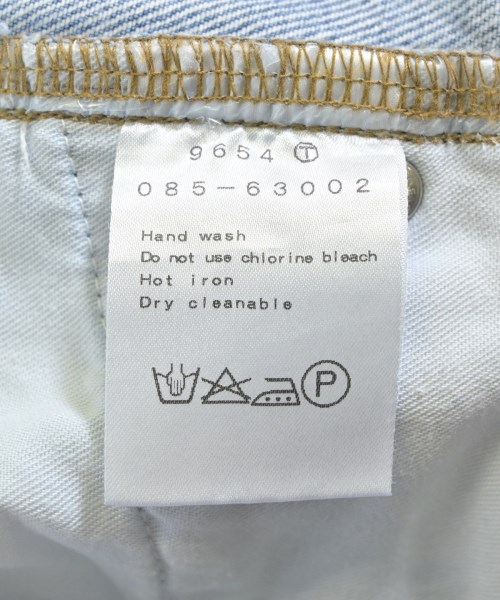 9654 Ⓣ
085-63002
Hand wash
Do not use chlorine bleach
Hot iron
Dry cleanable
P